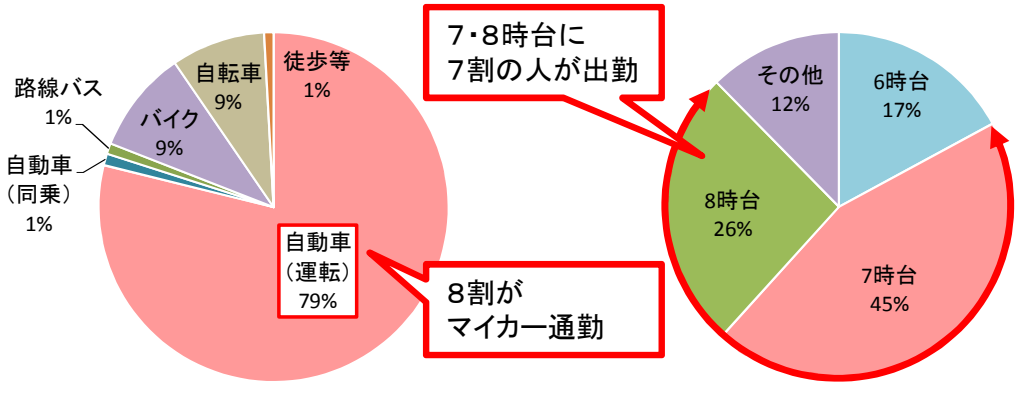 徒歩等
1%
自転車
9%
バイク
9%
路線バス
1%
自動車
（同乗）
1%
自動車
（運転）
79%
７・８時台に
７割の人が出勤
８割が
マイカー通勤
その他
12%
6時台
17%
8時台
26%
7時台
45%